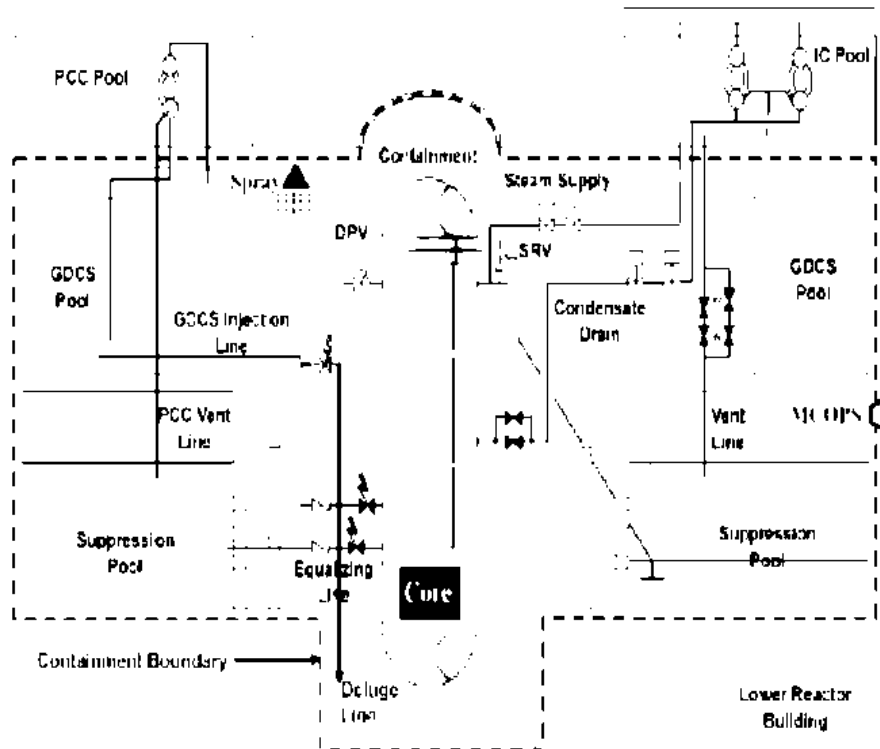 PCC Pool
IC Pool
Containment
Spray
Steam Supply
DPV
SRV
GDCS
Pool
GDCS
Pool
GDCS Injection
Line
Condensate
Drain
PCC Vent
Line
Vent
Line
MCOPS
Suppression
Pool
Suppression
Pool
Equalizing
Core
Containment Boundary
Deluge
Line
Lower Reactor
Building